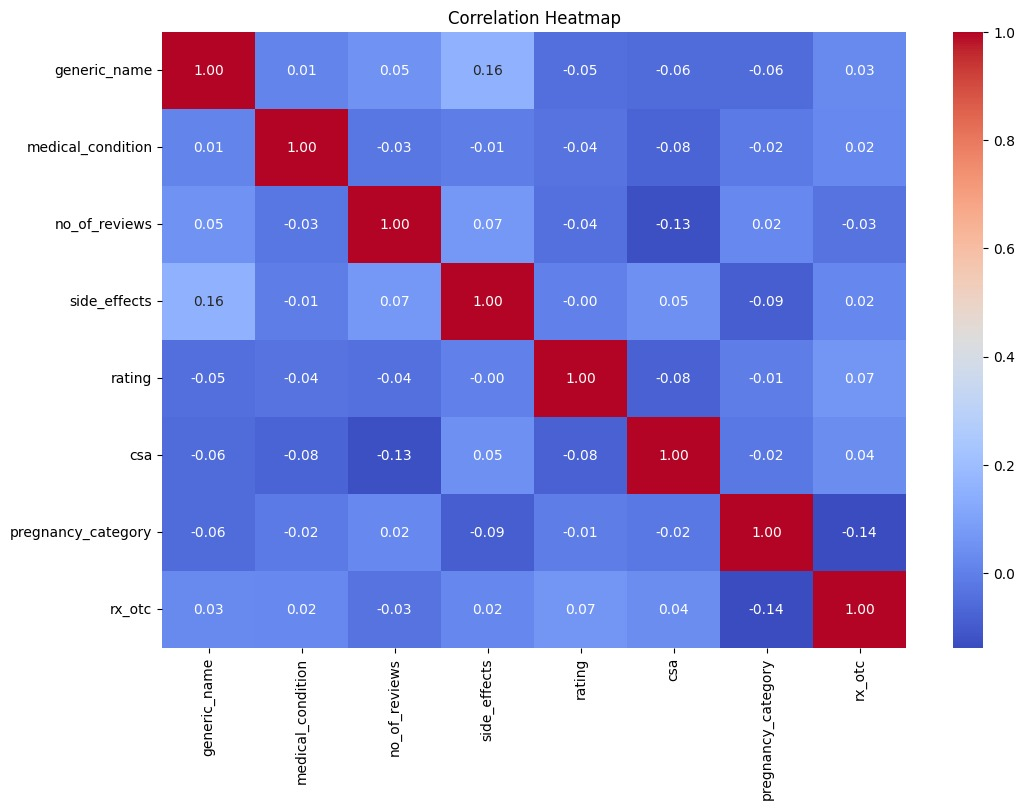 Correlation Heatmap
generic_name 1.00 0.01 0.05 0.16 -0.05 -0.06 -0.06 0.03
medical_condition 0.01 1.00 -0.03 -0.01 -0.04 -0.08 -0.02 0.02
no_of_reviews 0.05 -0.03 1.00 0.07 -0.04 -0.13 0.02 -0.03
side_effects 0.16 -0.01 0.07 1.00 -0.00 0.05 -0.09 0.02
rating -0.05 -0.04 -0.04 -0.00 1.00 -0.08 -0.01 0.07
csa -0.06 -0.08 -0.13 0.05 -0.08 1.00 -0.02 0.04
pregnancy_category -0.06 -0.02 0.02 -0.09 -0.01 -0.02 1.00 -0.14
rx_otc 0.03 0.02 -0.03 0.02 0.07 0.04 -0.14 1.00
generic_name
medical_condition
no_of_reviews
side_effects
rating
csa
pregnancy_category
rx_otc
1.0
0.8
0.6
0.4
0.2
0.0